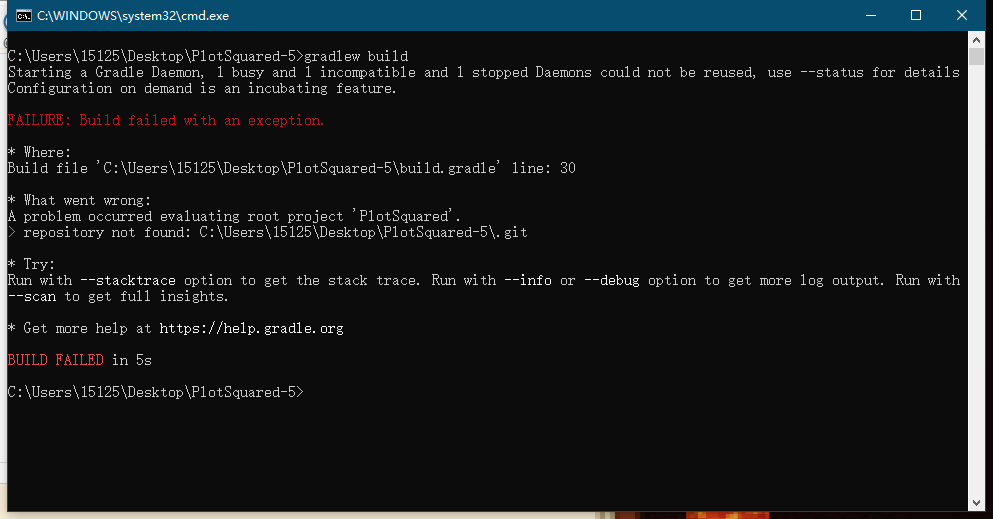 C:\WINDOWS\system32\cmd.exe
C:\Users\15125\Desktop\PlotSquared-5>gradlew build
Starting a Gradle Daemon, 1 busy and 1 incompatible and 1 stopped Daemons could not be reused, use --status for details
Configuration on demand is an incubating feature.
FAILURE: Build failed with an exception.
* Where:
Build file 'C:\Users\15125\Desktop\PlotSquared-5\build.gradle' line: 30
* What went wrong:
A problem occurred evaluating root project 'PlotSquared'.
> repository not found: C:\Users\15125\Desktop\PlotSquared-5\.git
* Try:
Run with --stacktrace option to get the stack trace. Run with --info or --debug option to get more log output. Run with
--scan to get full insights.
* Get more help at https://help.gradle.org
BUILD FAILED in 5s
C:\Users\15125\Desktop\PlotSquared-5>